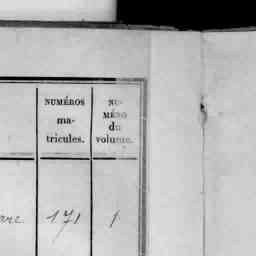 NUMÉROS
ma-
tricules.
NU-
MÉRO
du
volume.
171 1